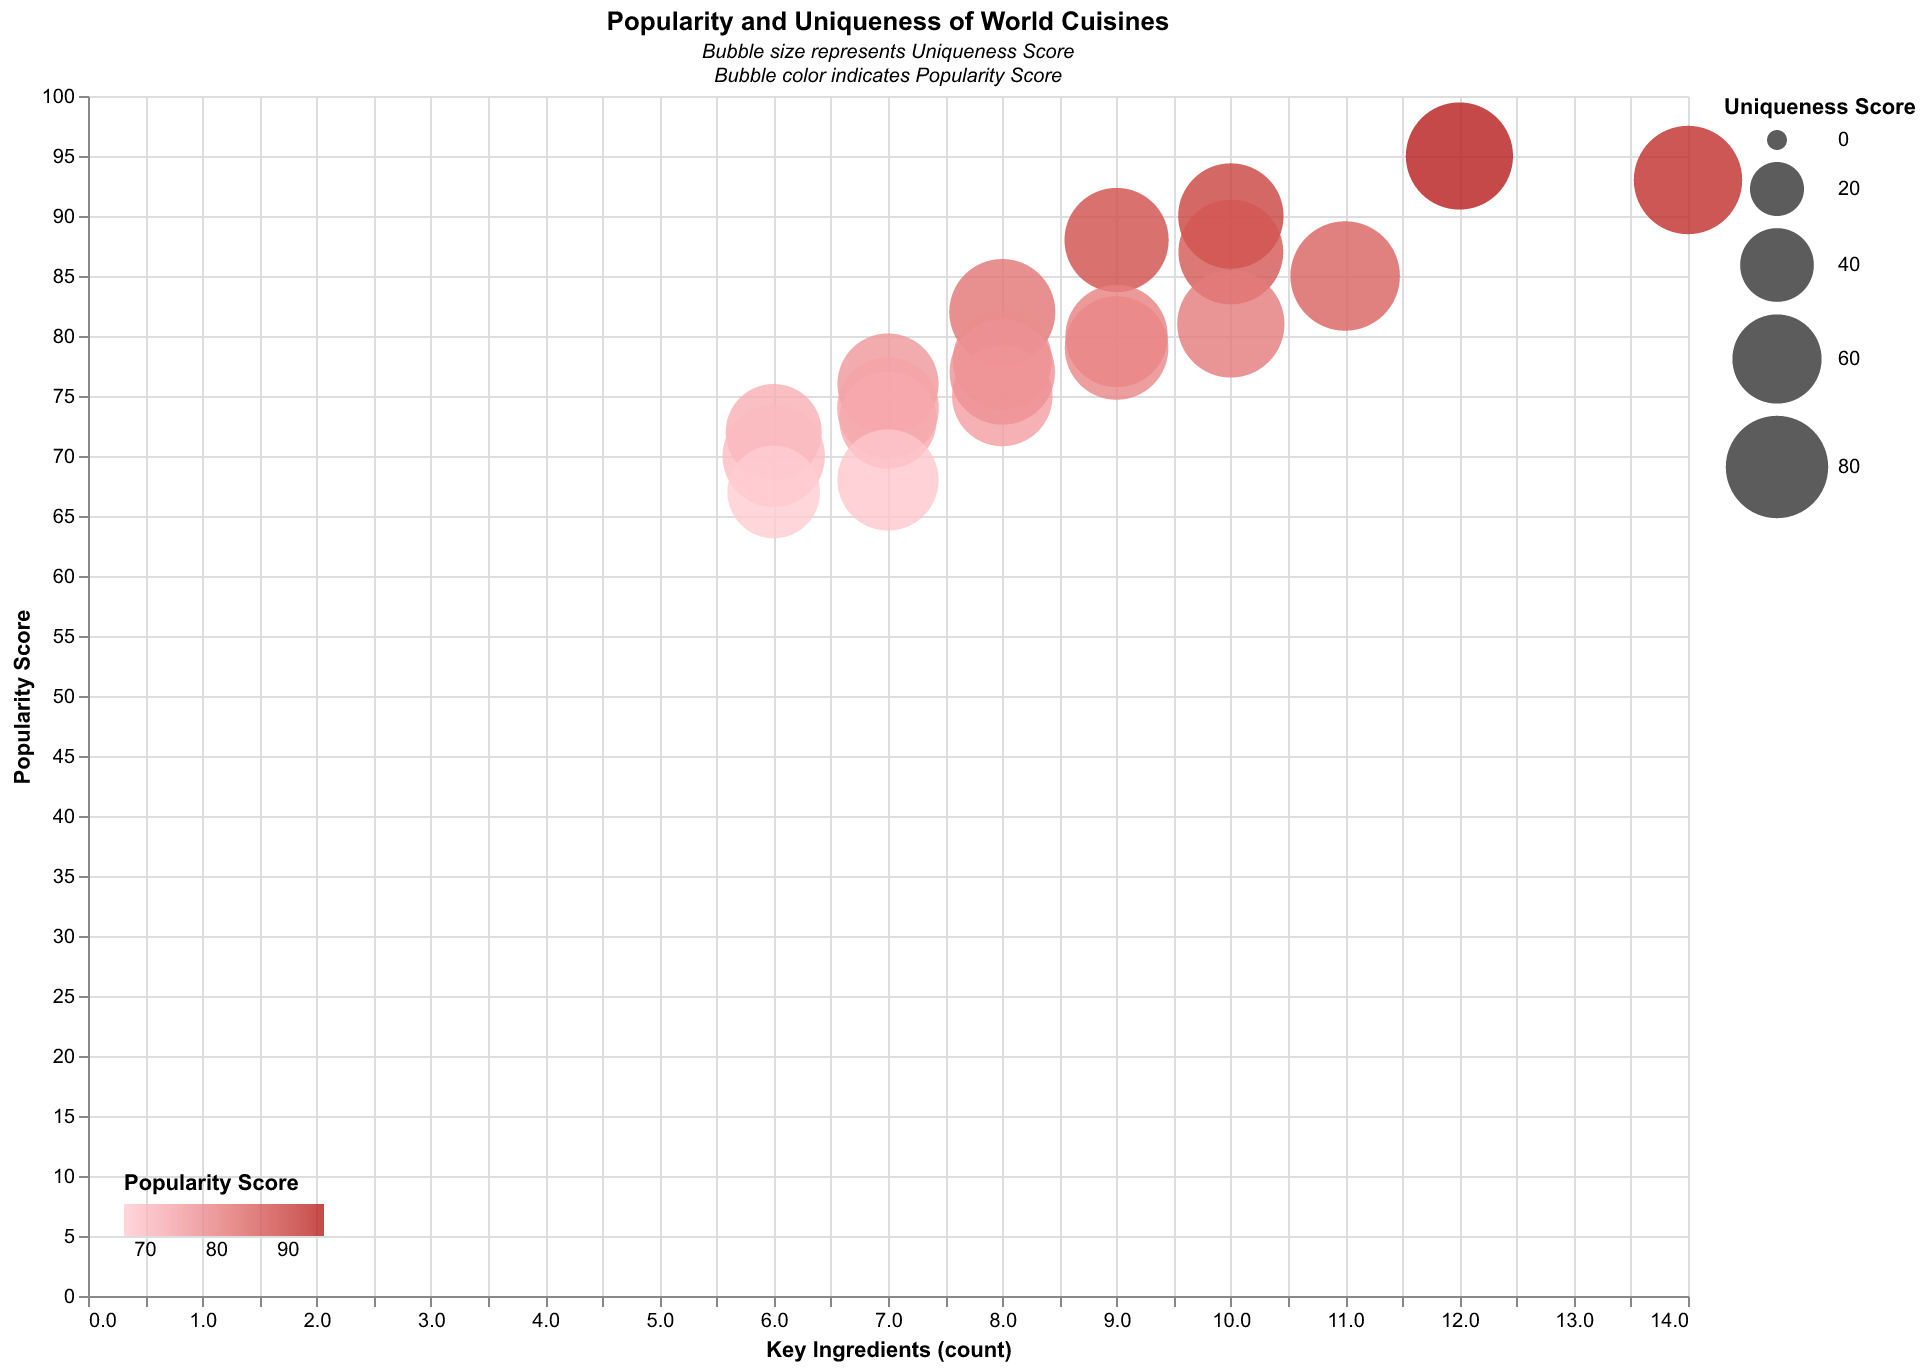 Popularity and Uniqueness of World Cuisines
Bubble size represents Uniqueness Score
Bubble color indicates Popularity Score
Uniqueness Score
0
20
40
60
80
Popularity Score
100
95
90
85
80
75
70
65
60
55
50
45
40
35
30
25
20
15
10
5
0
Popularity Score
70 80 90
0.0 1.0 2.0 3.0 4.0 5.0 6.0 7.0 8.0 9.0 10.0 11.0 12.0 13.0 14.0
Key Ingredients (count)